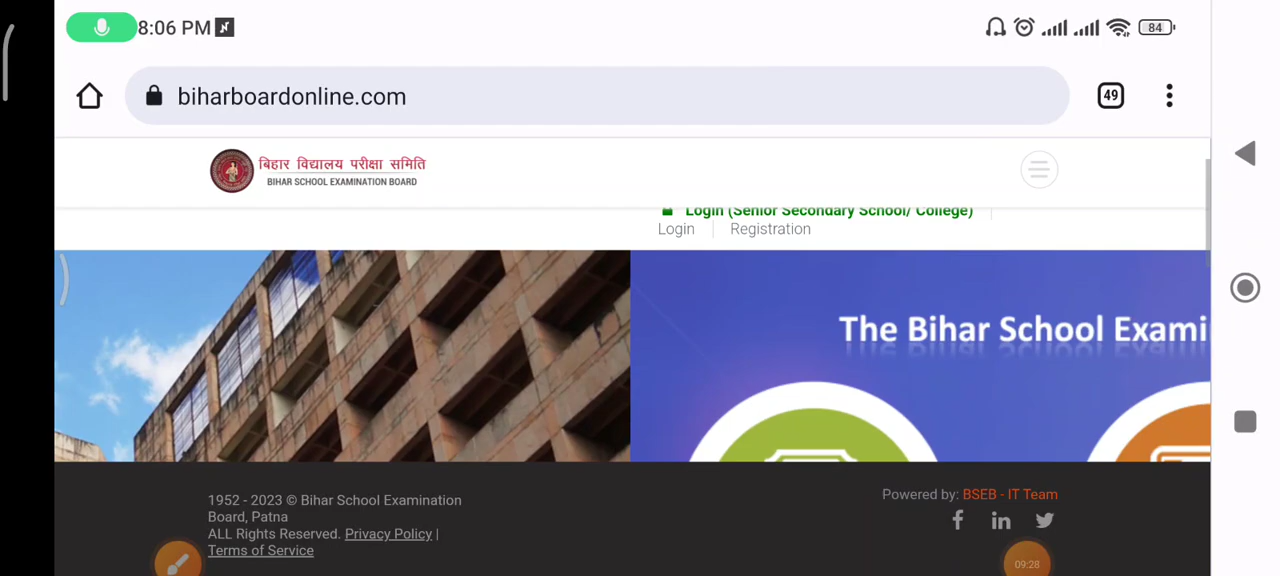 8:06 PM
84
biharboardonline.com
49
बिहार विद्यालय परीक्षा समिति
BIHAR SCHOOL EXAMINATION BOARD
Login (Senior Secondary School/ College)
Login
Registration
The Bihar School Exami
1952 - 2023 © Bihar School Examination
Board, Patna
ALL Rights Reserved. Privacy Policy |
Terms of Service
Powered by: BSEB - IT Team
09:28